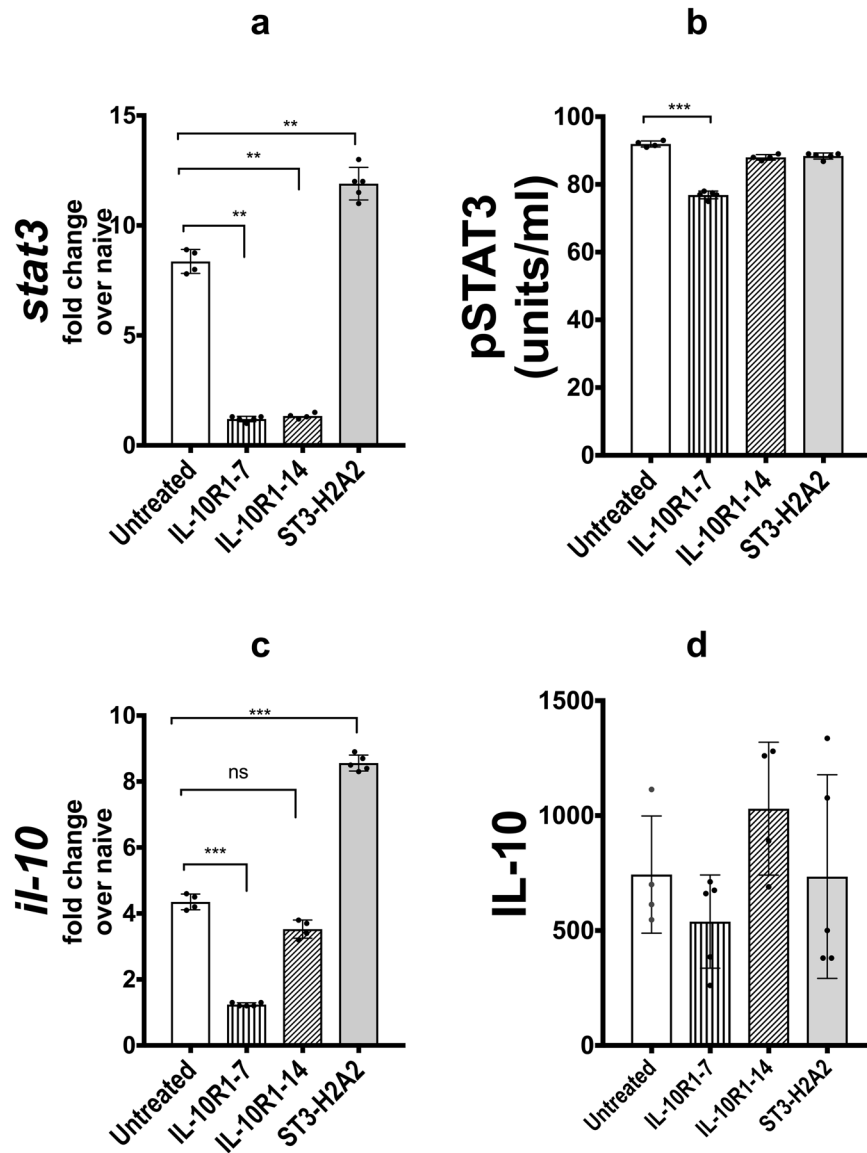 a
stat3
fold change
over naive
15
10
5
0
**
**
**
Untreated
IL-10R1-7
IL-10R1-14
ST3-H2A2
b
pSTAT3
(units/ml)
100
80
60
40
20
0
***
Untreated
IL-10R1-7
IL-10R1-14
ST3-H2A2
c
il-10
fold change
over naive
10
8
6
4
2
0
***
ns
***
Untreated
IL-10R1-7
IL-10R1-14
ST3-H2A2
d
IL-10
1500
1000
500
0
Untreated
IL-10R1-7
IL-10R1-14
ST3-H2A2